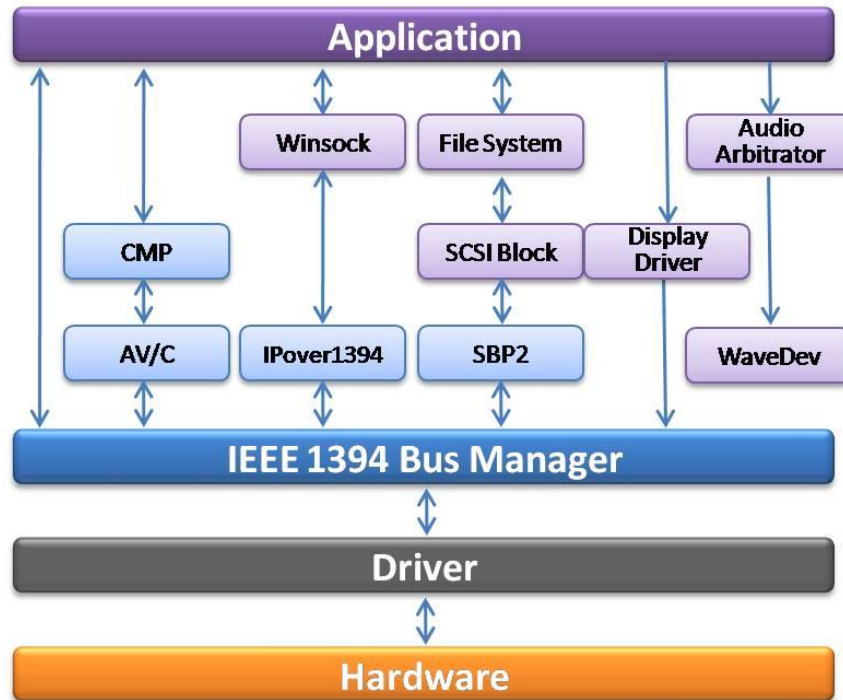 Application
Winsock
File System
Audio
Arbitrator
CMP
SCSI Block
Display
Driver
AV/C
IPover1394
SBP2
WaveDev
IEEE 1394 Bus Manager
Driver
Hardware